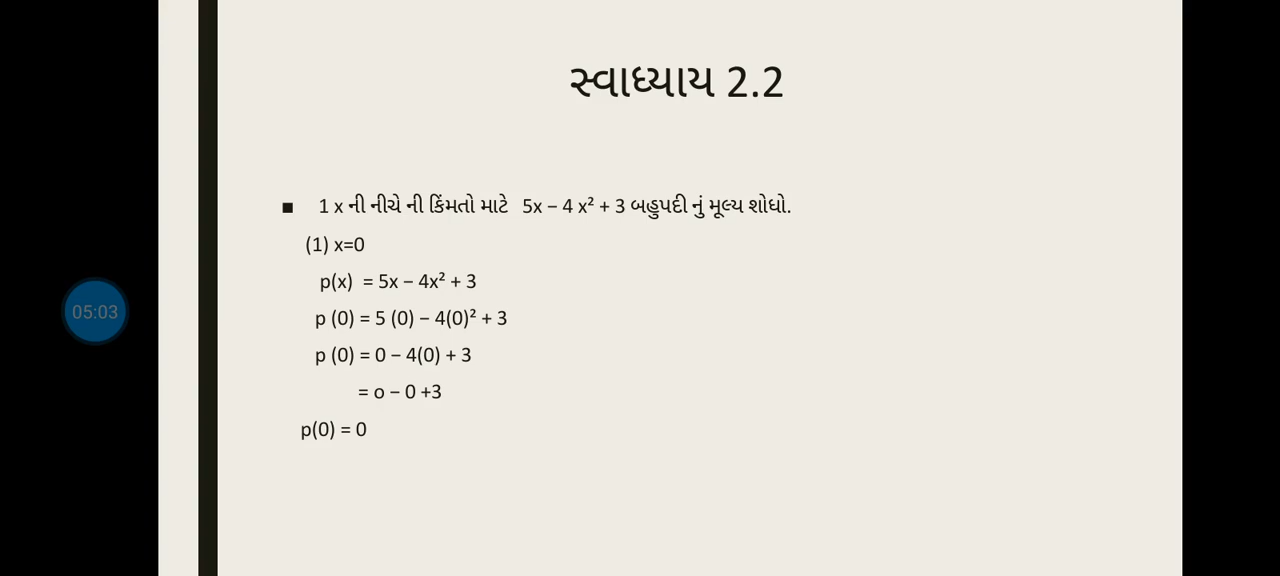 સ્વાધ્યાય 2.2
■ 1 x ની નીચે ની કિંમતો માટે 5x – 4 x² + 3 બહુપદી નું મૂલ્ય શોધો.
(1) x=0
p(x) = 5x – 4x² + 3
p (0) = 5 (0) – 4(0)² + 3
05:03
p (0) = 0 – 4(0) + 3
= o – 0 +3
p(0) = 0